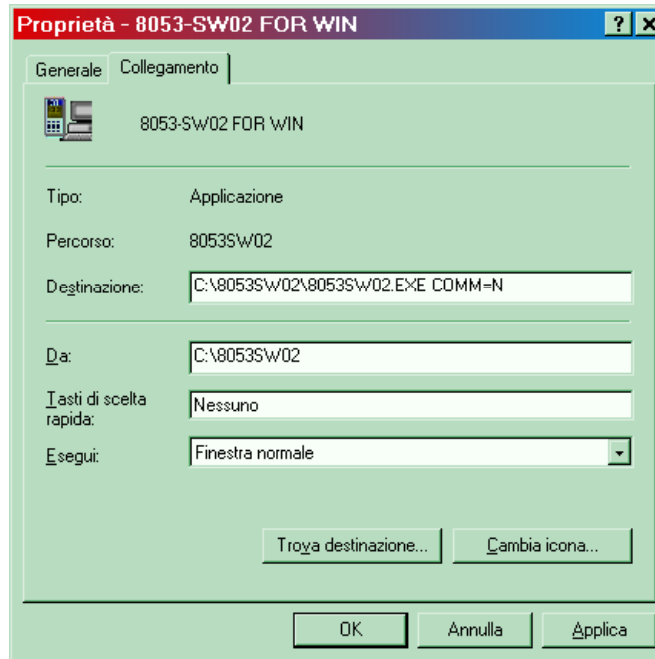 Proprietà - 8053-SW02 FOR WIN
Generale Collegamento
8053-SW02 FOR WIN
Tipo: Applicazione
Percorso: 8053SW02
Destinazione: C:\8053SW02\8053SW02.EXE COMM=N
Da: C:\8053SW02
Tasti di scelta
rapida: Nessuno
Esegui: Finestra normale
Trova destinazione... Cambia icona...
OK Annulla Applica